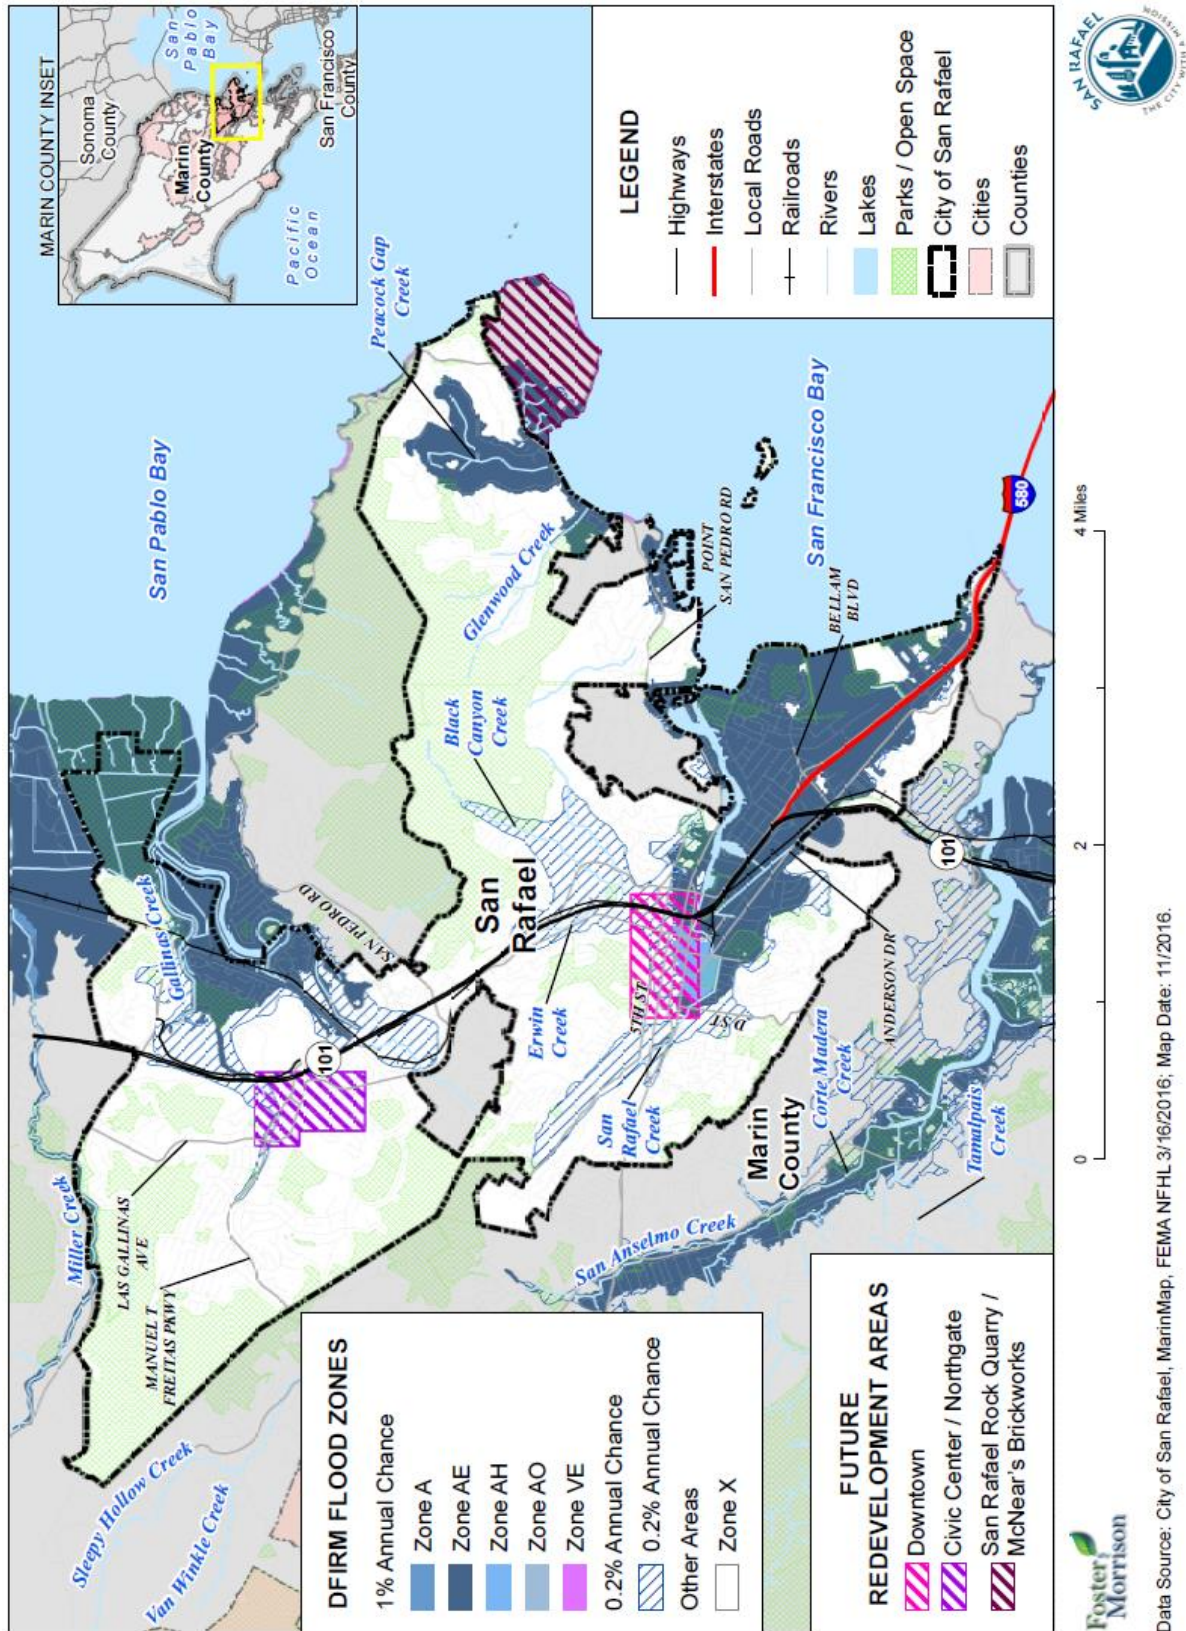 MARIN COUNTY INSET
Sonoma
County
San
Pablo
Bay
Marin
County
Pacific
Ocean
San Francisco
County
San Pablo Bay
Peacock Gap
Creek
Miller Creek
Gallinas Creek
LAS GALLINAS
AVE
MANUEL T
FREITAS PKWY
101
SAN PEDRO RD
Sleepy Hollow Creek
Van Winkle Creek
San
Rafael
Black
Canyon
Creek
Glenwood Creek
Erwin
Creek
5TH ST
D ST
San
Rafael
Creek
POINT
SAN PEDRO RD
San Francisco Bay
BELLAM
BLVD
ANDERSON DR
San Anselmo Creek
Marin
County
Corte Madera
Creek
Tamalpais
Creek
101
580
LEGEND
Highways
Interstates
Local Roads
Railroads
Rivers
Lakes
Parks / Open Space
City of San Rafael
Cities
Counties
DFIRM FLOOD ZONES
1% Annual Chance
Zone A
Zone AE
Zone AH
Zone AO
Zone VE
0.2% Annual Chance
0.2% Annual Chance
Other Areas
Zone X
FUTURE
REDEVELOPMENT AREAS
Downtown
Civic Center / Northgate
San Rafael Rock Quarry /
McNear's Brickworks
0
2
4 Miles
Foster
Morrison
Data Source: City of San Rafael, MarinMap, FEMA NFHL 3/16/2016; Map Date: 11/2016.
SAN RAFAEL
THE CITY WITH A MISSION